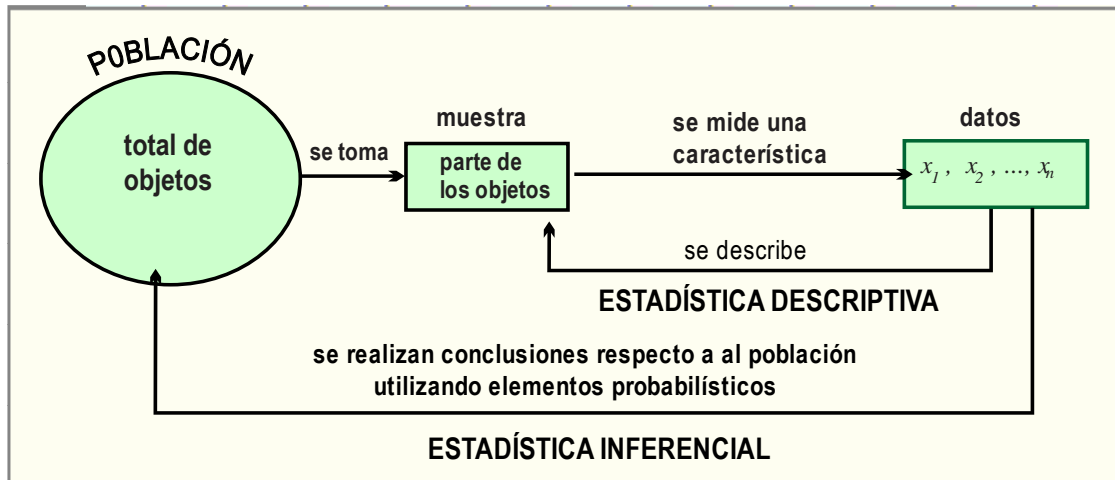 P0BLACIÓN
total de
objetos
se toma
muestra
parte de
los objetos
se mide una
característica
datos
x1 , x2 , ..., xn
se describe
ESTADÍSTICA DESCRIPTIVA
se realizan conclusiones respecto a al población
utilizando elementos probabilísticos
ESTADÍSTICA INFERENCIAL